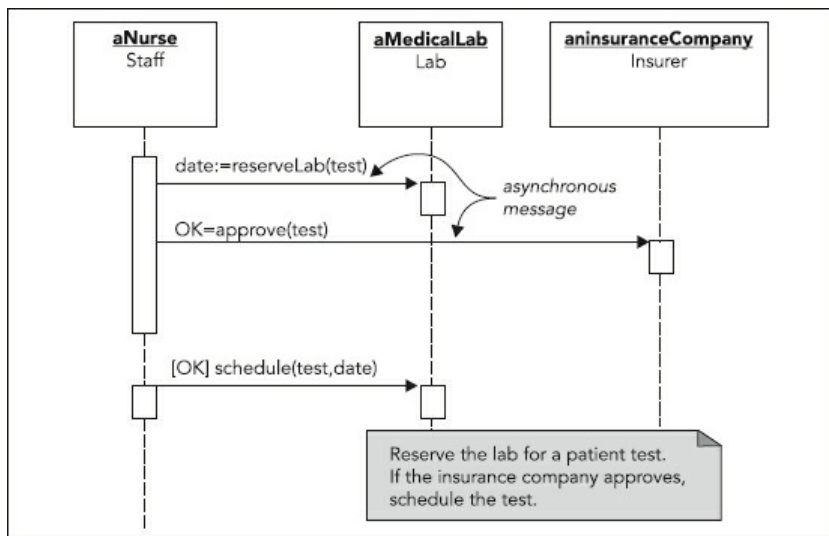 aNurse
Staff
aMedicalLab
Lab
aninsuranceCompany
Insurer
date:=reserveLab(test)
asynchronous
message
OK=approve(test)
[OK] schedule(test,date)
Reserve the lab for a patient test.
If the insurance company approves,
schedule the test.